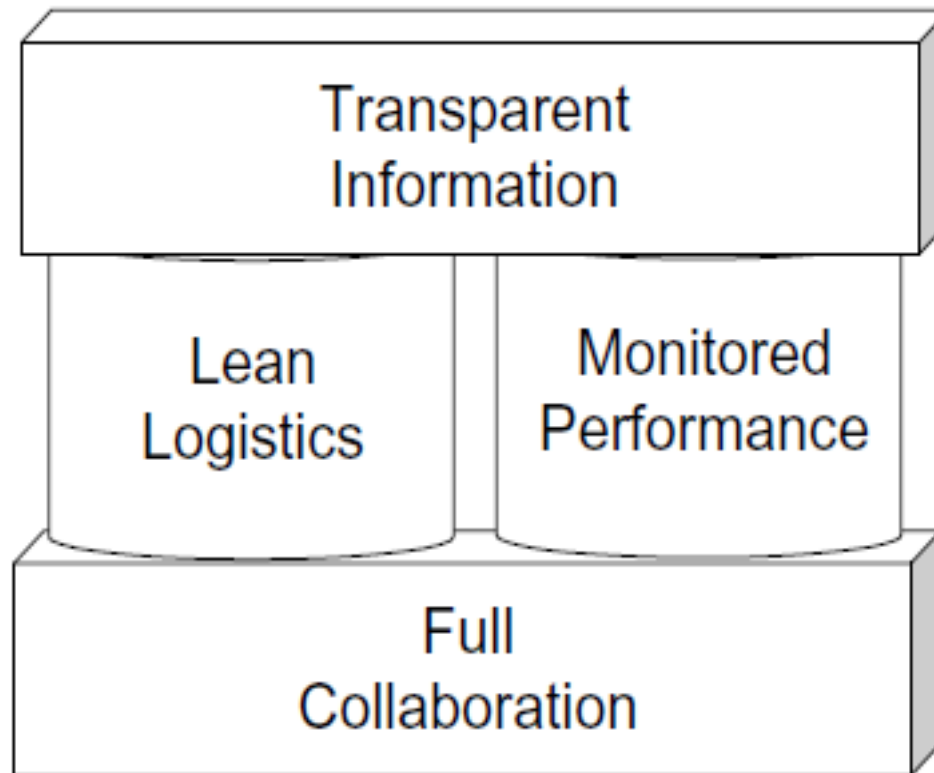 Transparent
Information
Lean
Logistics
Monitored
Performance
Full
Collaboration